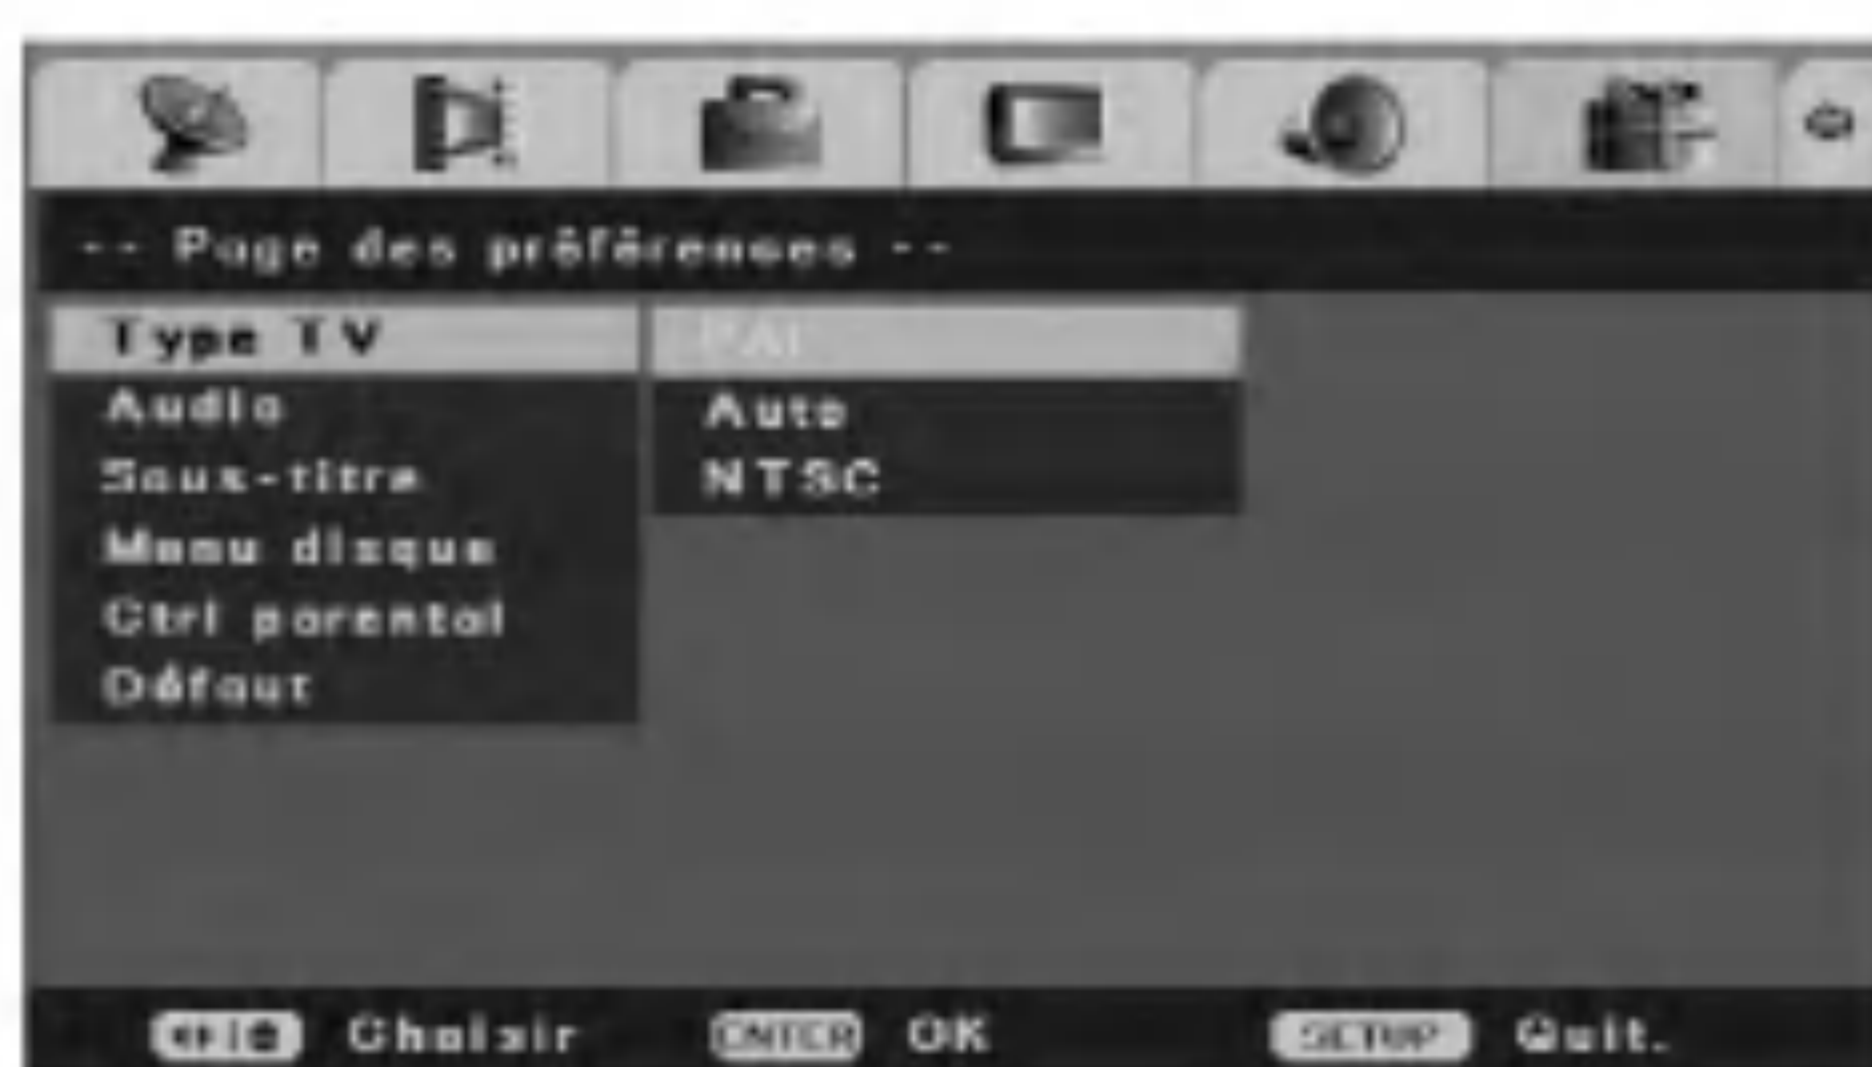 -- Page des préférences --
Type TV
PAL
Audio
Auto
Sous-titre
NTSC
Menu disque
Ctrl parental
Défaut
Choisir
ENTER OK
SETUP Quit.